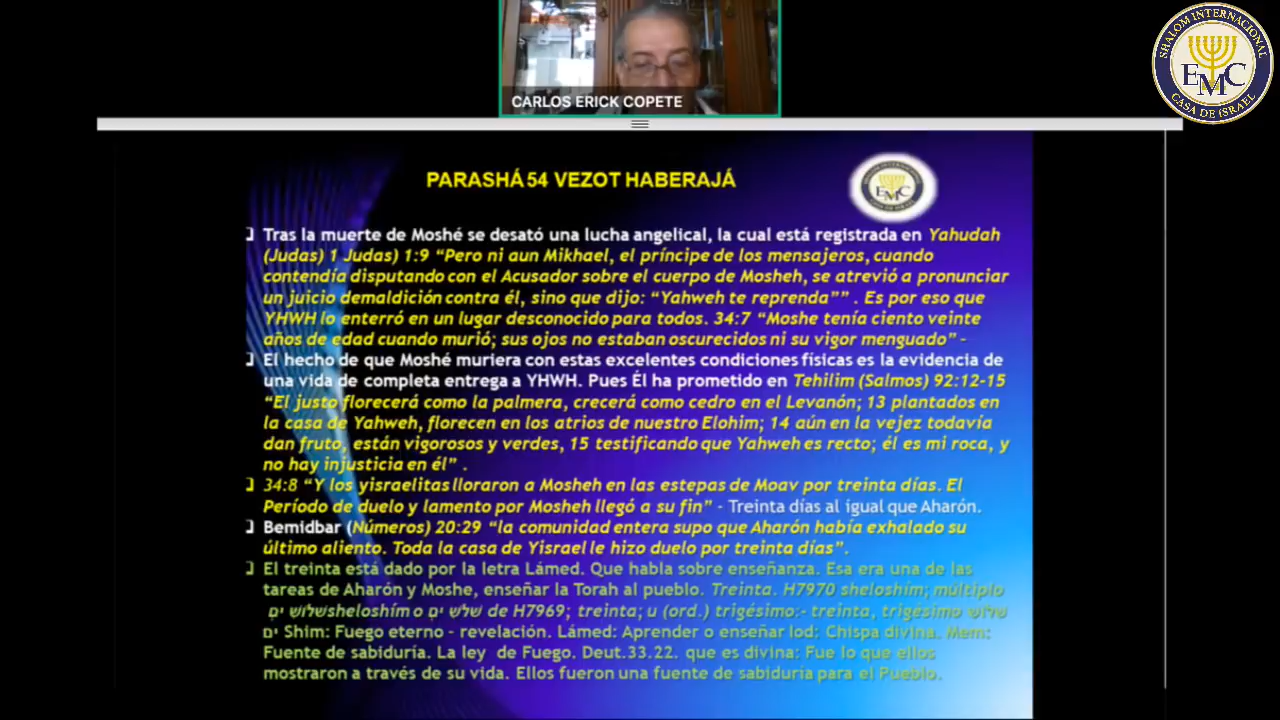 CARLOS ERICK COPETE
SHALOM INTERNACIONAL
EMC
CASA DE ISRAEL
PARASHÁ 54 VEZOT HABERAJÁ
EMC
Tras la muerte de Moshé se desató una lucha angelical, la cual está registrada en Yahudah
(Judas) 1 Judas) 1:9 “Pero ni aun Mikhael, el príncipe de los mensajeros, cuando
contendía disputando con el Acusador sobre el cuerpo de Mosheh, se atrevió a pronunciar
un juicio demaldición contra él, sino que dijo: “Yahweh te reprenda”” . Es por eso que
YHWH lo enterró en un lugar desconocido para todos. 34:7 “Moshe tenía ciento veinte
años de edad cuando murió; sus ojos no estaban oscurecidos ni su vigor menguado” –
El hecho de que Moshé muriera con estas excelentes condiciones físicas es la evidencia de
una vida de completa entrega a YHWH. Pues Él ha prometido en Tehilim (Salmos) 92:12-15
“El justo florecerá como la palmera, crecerá como cedro en el Levanón; 13 plantados en
la casa de Yahweh, florecen en los atrios de nuestro Elohim; 14 aún en la vejez todavía
dan fruto, están vigorosos y verdes, 15 testificando que Yahweh es recto; él es mi roca, y
no hay injusticia en él” .
34:8 “Y los yisraelitas lloraron a Mosheh en las estepas de Moav por treinta días. El
Período de duelo y lamento por Mosheh llegó a su fin” - Treinta días al igual que Aharón.
Bemidbar (Números) 20:29 “la comunidad entera supo que Aharón había exhalado su
último aliento. Toda la casa de Yisrael le hizo duelo por treinta días”.
El treinta está dado por la letra Lámed. Que habla sobre enseñanza. Esa era una de las
tareas de Aharón y Moshe, enseñar la Torah al pueblo. Treinta. H7970 sheloshím; múltiplo
שלוֹשׁ ים sheloshím o שׁלשׁ ים de H7969; treinta; u (ord.) trigésimo:- treinta, trigésimo שלוש
ים Shim: Fuego eterno – revelación. Lámed: Aprender o enseñar Iod: Chispa divina. Mem:
Fuente de sabiduría. La ley de Fuego. Deut.33.22. que es divina: Fue lo que ellos
mostraron a través de su vida. Ellos fueron una fuente de sabiduría para el Pueblo.